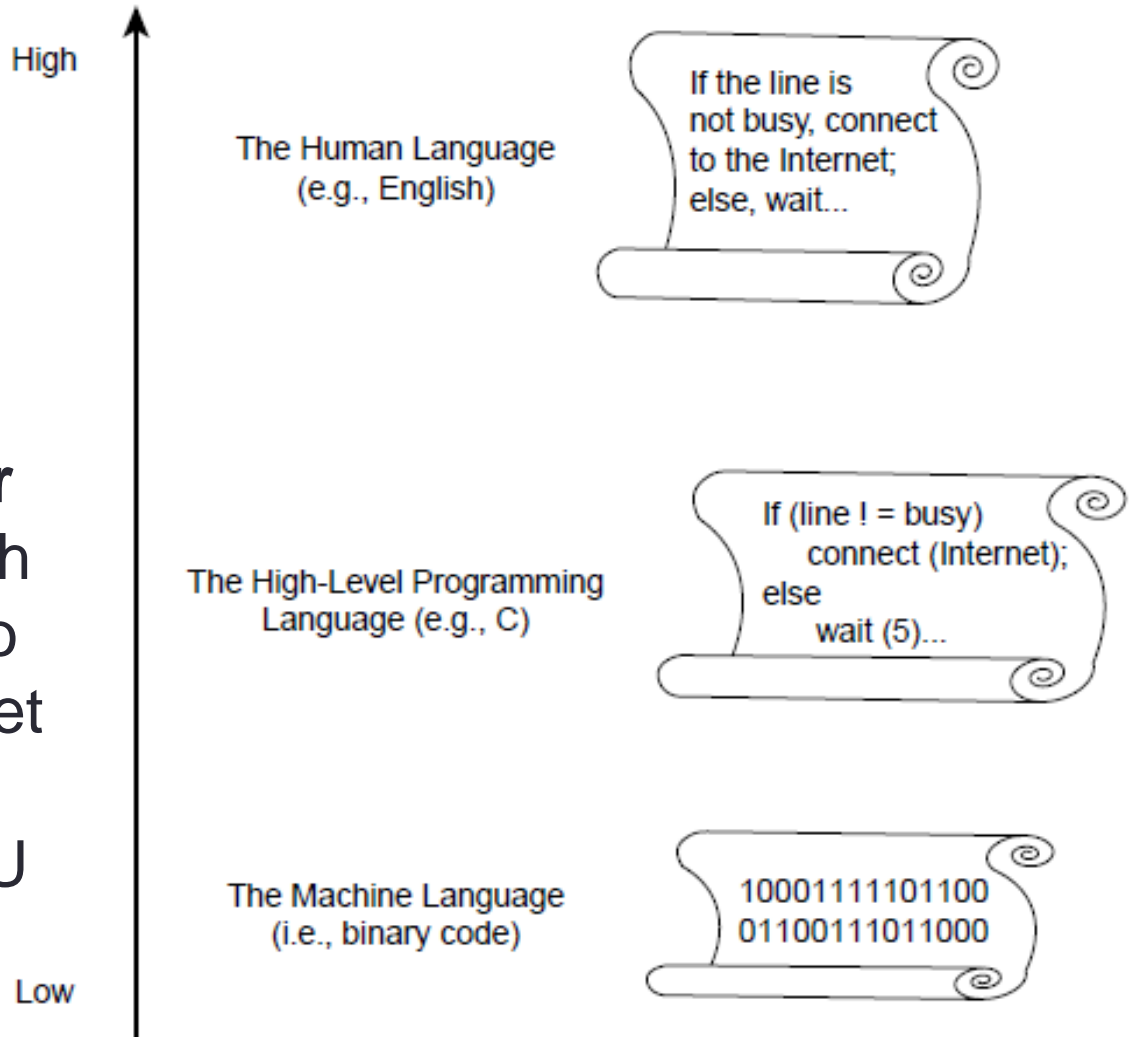 High
The Human Language
(e.g., English)
If the line is
not busy, connect
to the Internet;
else, wait...
r
h
o
et
U
The High-Level Programming
Language (e.g., C)
If (line ! = busy)
connect (Internet);
else
wait (5)...
The Machine Language
(i.e., binary code)
10001111101100
01100111011000
Low